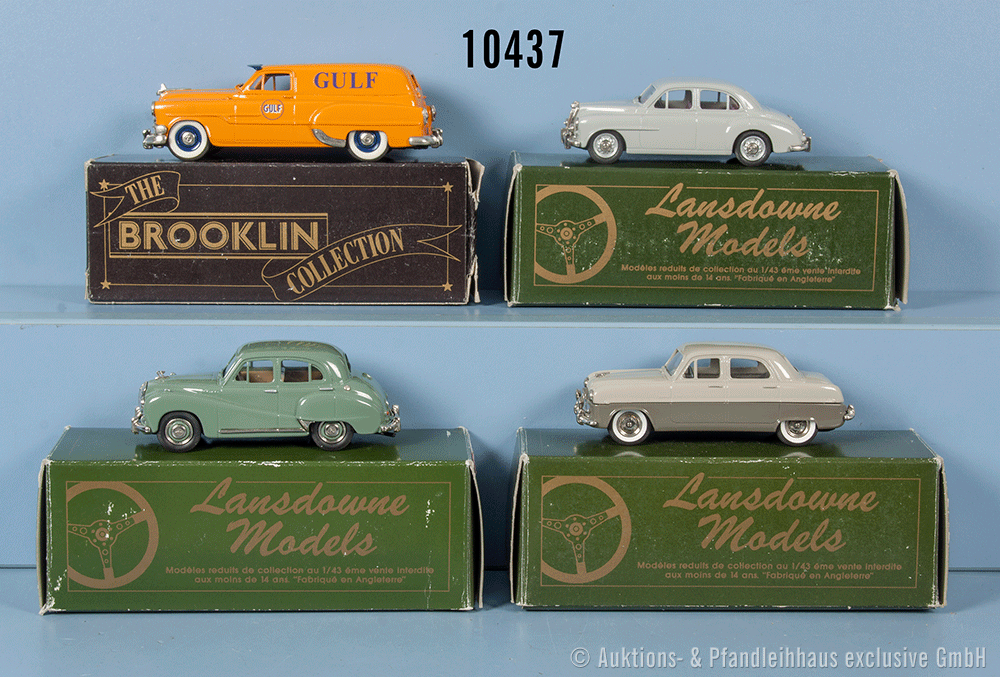 10437
GULF
GULF
THE
BROOKLIN
COLLECTION
Lansdowne
Models
Modèles reduits de collection au 1/43 éme vente interdite
aux moins de 14 ans. "Fabriqué en Angleterre"
Lansdowne
Models
Modèles reduits de collection au 1/43 éme vente interdite
aux moins de 14 ans. "Fabriqué en Angleterre"
Lansdowne
Models
Modèles reduits de collection au 1/43 éme vente interdite
aux moins de 14 ans. "Fabriqué en Angleterre"
© Auktions- & Pfandleihhaus exclusive GmbH